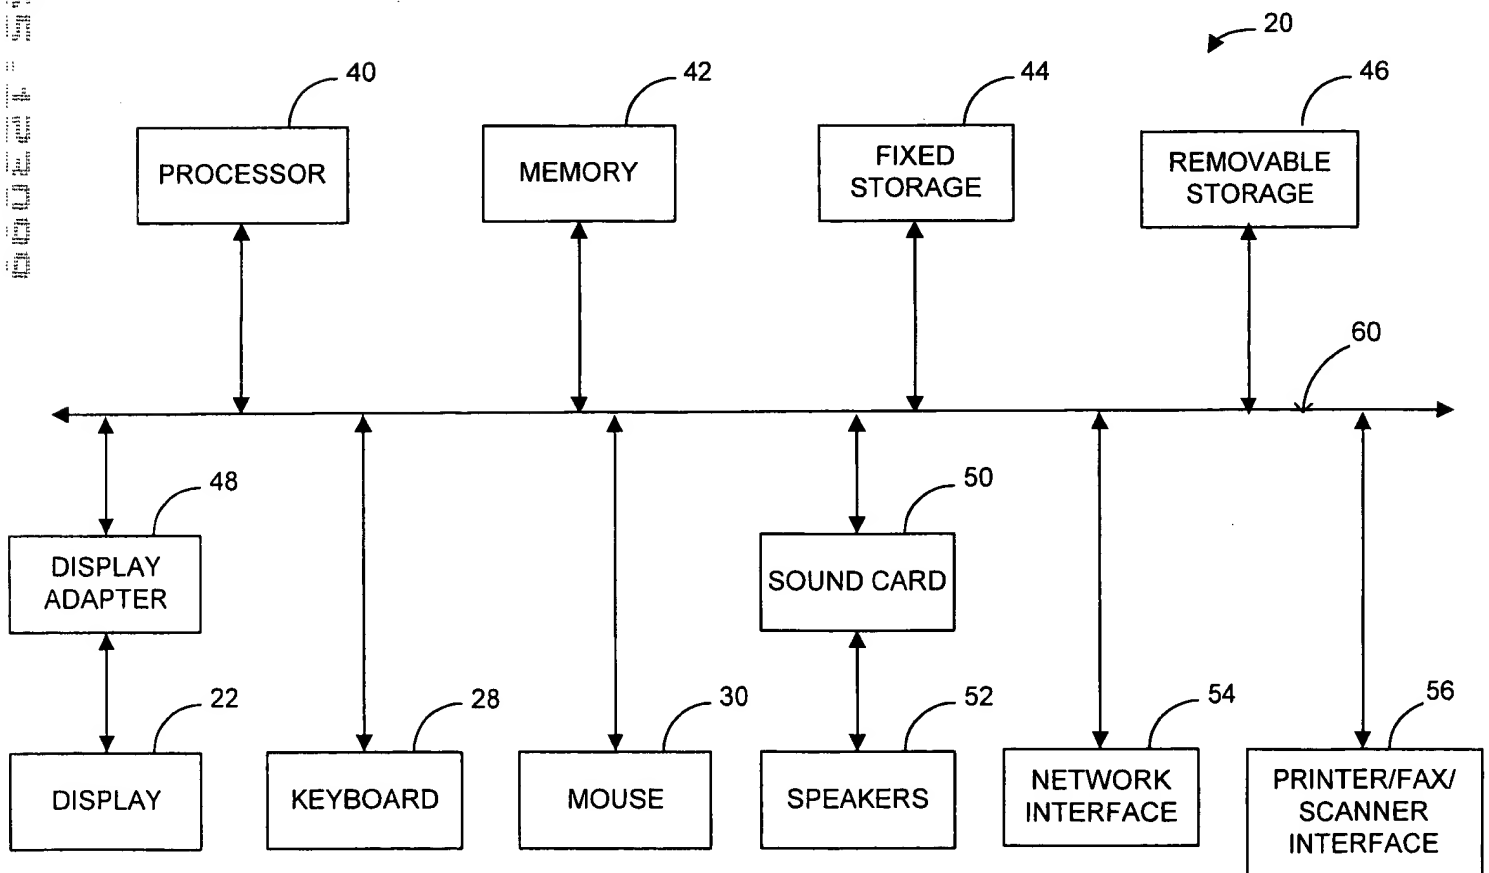 20
40
42
44
46
PROCESSOR
MEMORY
FIXED
STORAGE
REMOVABLE
STORAGE
60
48
50
DISPLAY
ADAPTER
SOUND CARD
22
28
30
52
54
56
DISPLAY
KEYBOARD
MOUSE
SPEAKERS
NETWORK
INTERFACE
PRINTER/FAX/
SCANNER
INTERFACE